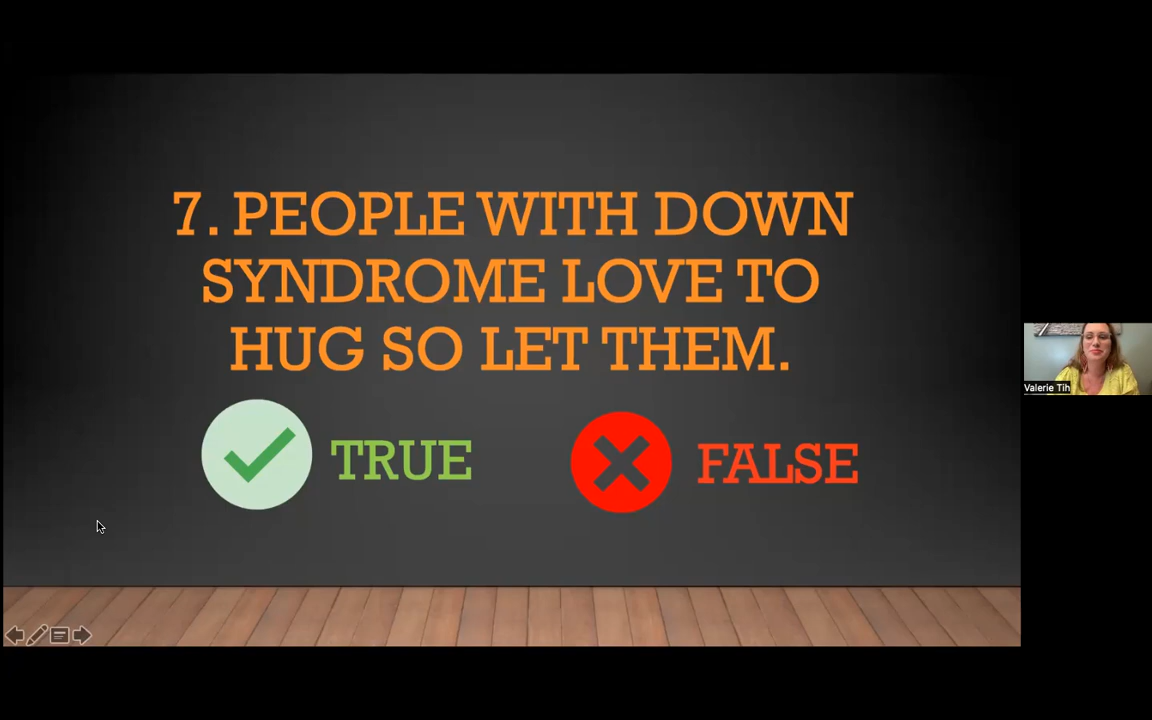 7. PEOPLE WITH DOWN
SYNDROME LOVE TO
HUG SO LET THEM.
TRUE
FALSE
Valerie Tih